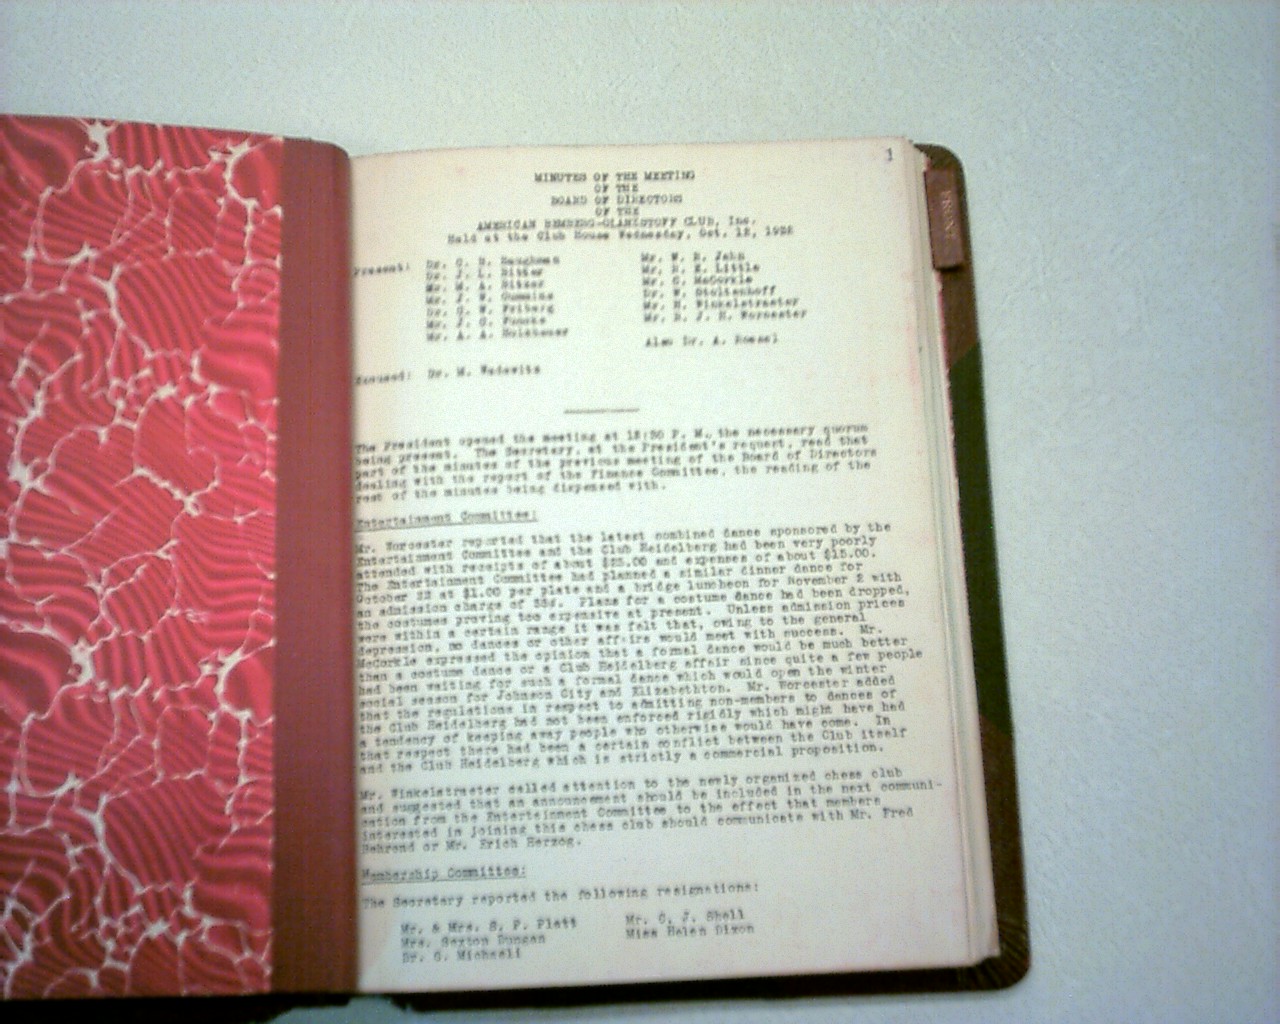 1
FRONT
MINUTES OF THE MEETING
OF THE
BOARD OF DIRECTORS
OF THE
AMERICAN BEMBERG-GLANZSTOFF CLUB, Inc.
Held at the Club House Wednesday, Oct. 12, 1932
Present: Dr. C. D. Baughman Mr. W. R. Jahn
Dr. J. L. Bitter Mr. R. E. Little
Mr. M. A. Bitzer Mr. C. McCorkle
Mr. J. W. Cummins Dr. W. Stoltenhoff
Dr. G. W. Friberg Mr. H. Winkelstraeter
Mr. J. G. Funcke Mr. R. J. H. Worcester
Mr. A. A. Holzbauer
Also Dr. A. Roesel
Excused: Dr. M. Wadewitz
The President opened the meeting at 12:30 P. M., the necessary quorum
being present. The Secretary, at the President's request, read that
part of the minutes of the previous meeting of the Board of Directors
dealing with the report of the Finance Committee, the reading of the
rest of the minutes being dispensed with.
Entertainment Committee:
Mr. Worcester reported that the latest combined dance sponsored by the
Entertainment Committee and the Club Heidelberg had been very poorly
attended with receipts of about $25.00 and expenses of about $15.00.
The Entertainment Committee had planned a similar dinner dance for
October 22 at $1.00 per plate and a bridge luncheon for November 2 with
an admission charge of 35¢. Plans for a costume dance had been dropped,
the costumes proving too expensive at present. Unless admission prices
were within a certain range it was felt that, owing to the general
depression, no dances or other affairs would meet with success. Mr.
McCorkle expressed the opinion that a formal dance would be much better
than a costume dance or a Club Heidelberg affair since quite a few people
had been waiting for such a formal dance which would open the winter
social season for Johnson City and Elizabethton. Mr. Worcester added
that the regulations in respect to admitting non-members to dances of
the Club Heidelberg had not been enforced rigidly which might have had
a tendency of keeping away people who otherwise would have come. In
that respect there had been a certain conflict between the Club itself
and the Club Heidelberg which is strictly a commercial proposition.
Mr. Winkelstraeter called attention to the newly organized chess club
and suggested that an announcement should be included in the next communi-
cation from the Entertainment Committee to the effect that members
interested in joining this chess club should communicate with Mr. Fred
Behrend or Mr. Erich Herzog.
Membership Committee:
The Secretary reported the following resignations:
Mr. & Mrs. S. P. Platt Mr. C. J. Shell
Mrs. Sexton Dungan Miss Helen Dixon
Dr. G. Michaeli